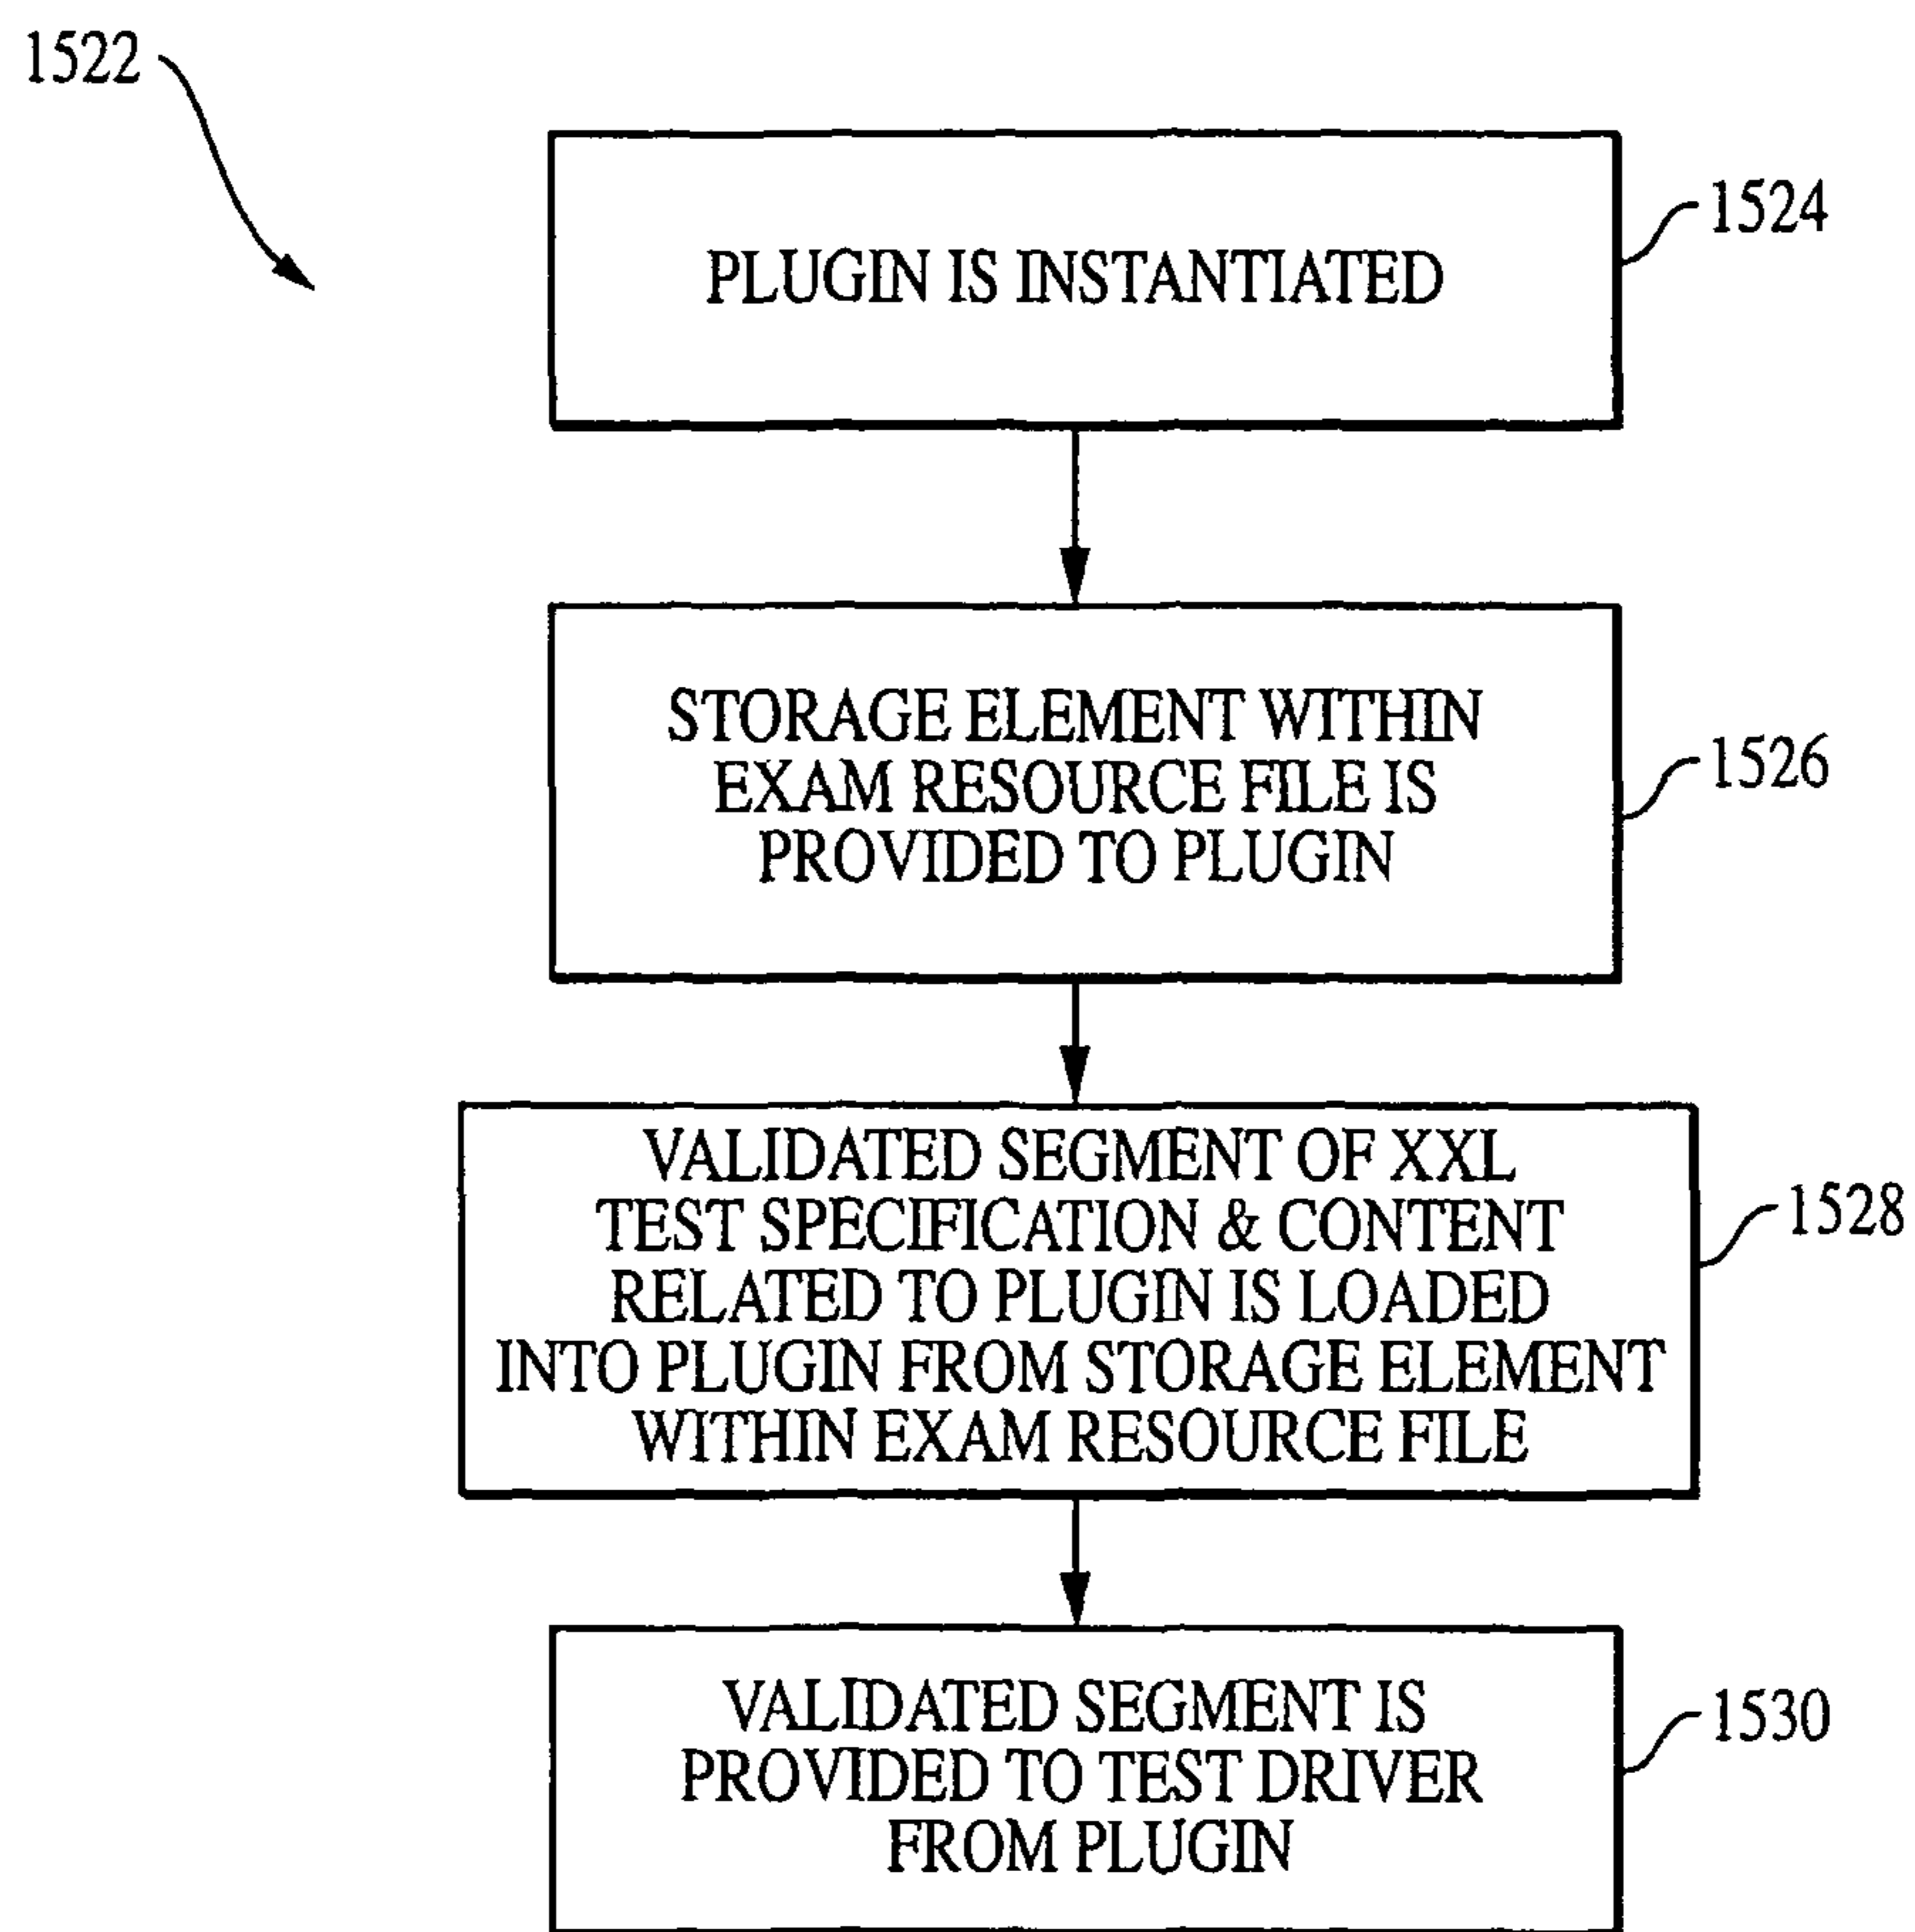 1522
PLUGIN IS INSTANTIATED
1524
STORAGE ELEMENT WITHIN
EXAM RESOURCE FILE IS
PROVIDED TO PLUGIN
1526
VALIDATED SEGMENT OF XXL
TEST SPECIFICATION & CONTENT
RELATED TO PLUGIN IS LOADED
INTO PLUGIN FROM STORAGE ELEMENT
WITHIN EXAM RESOURCE FILE
1528
VALIDATED SEGMENT IS
PROVIDED TO TEST DRIVER
FROM PLUGIN
1530